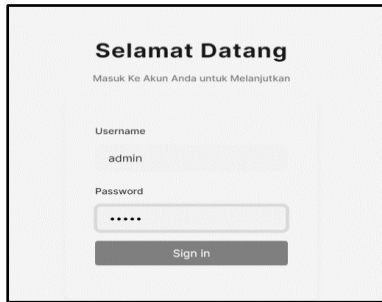 Selamat Datang
Masuk Ke Akun Anda untuk Melanjutkan
Username
admin
Password
•••••
Sign in